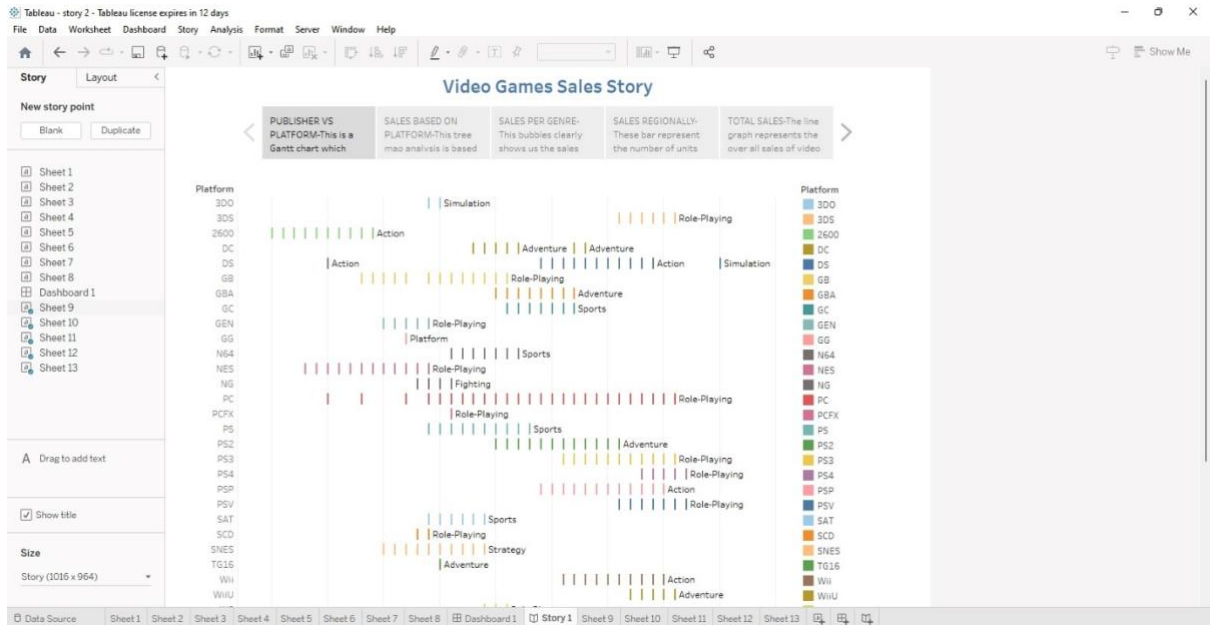 Tableau - story 2 - Tableau license expires in 12 days
File Data Worksheet Dashboard Story Analysis Format Server Window Help
Show Me
Story Layout
New story point
Blank Duplicate
Sheet 1
Sheet 2
Sheet 3
Sheet 4
Sheet 5
Sheet 6
Sheet 7
Sheet 8
Dashboard 1
Sheet 9
Sheet 10
Sheet 11
Sheet 12
Sheet 13
A Drag to add text
Show title
Size
Story (1016 x 964)
Video Games Sales Story
PUBLISHER VS
PLATFORM-This is a
Gantt chart which
SALES BASED ON
PLATFORM-This tree
map analysis is based
SALES PER GENRE-
This bubbles clearly
shows us the sales
SALES REGIONALLY-
These bar represent
the number of units
TOTAL SALES-The line
graph represents the
over all sales of video
Platform
3DO Simulation
3DS Role-Playing
2600 Action
DC Adventure Adventure
DS Action Action Simulation
GB Role-Playing
GBA Adventure
GC Sports
GEN Role-Playing
GG Platform
N64 Sports
NES Role-Playing
NG Fighting
PC Role-Playing
PCFX Role-Playing
PS Sports
PS2 Adventure
PS3 Role-Playing
PS4 Role-Playing
PSP Action
PSV Role-Playing
SAT Sports
SCD Role-Playing
SNES Strategy
TG16 Adventure
Wii Action
WiiU Adventure
Platform
3DO
3DS
2600
DC
DS
GB
GBA
GC
GEN
GG
N64
NES
NG
PC
PCFX
PS
PS2
PS3
PS4
PSP
PSV
SAT
SCD
SNES
TG16
Wii
WiiU
Data Source Sheet 1 Sheet 2 Sheet 3 Sheet 4 Sheet 5 Sheet 6 Sheet 7 Sheet 8 Dashboard 1 Story 1 Sheet 9 Sheet 10 Sheet 11 Sheet 12 Sheet 13